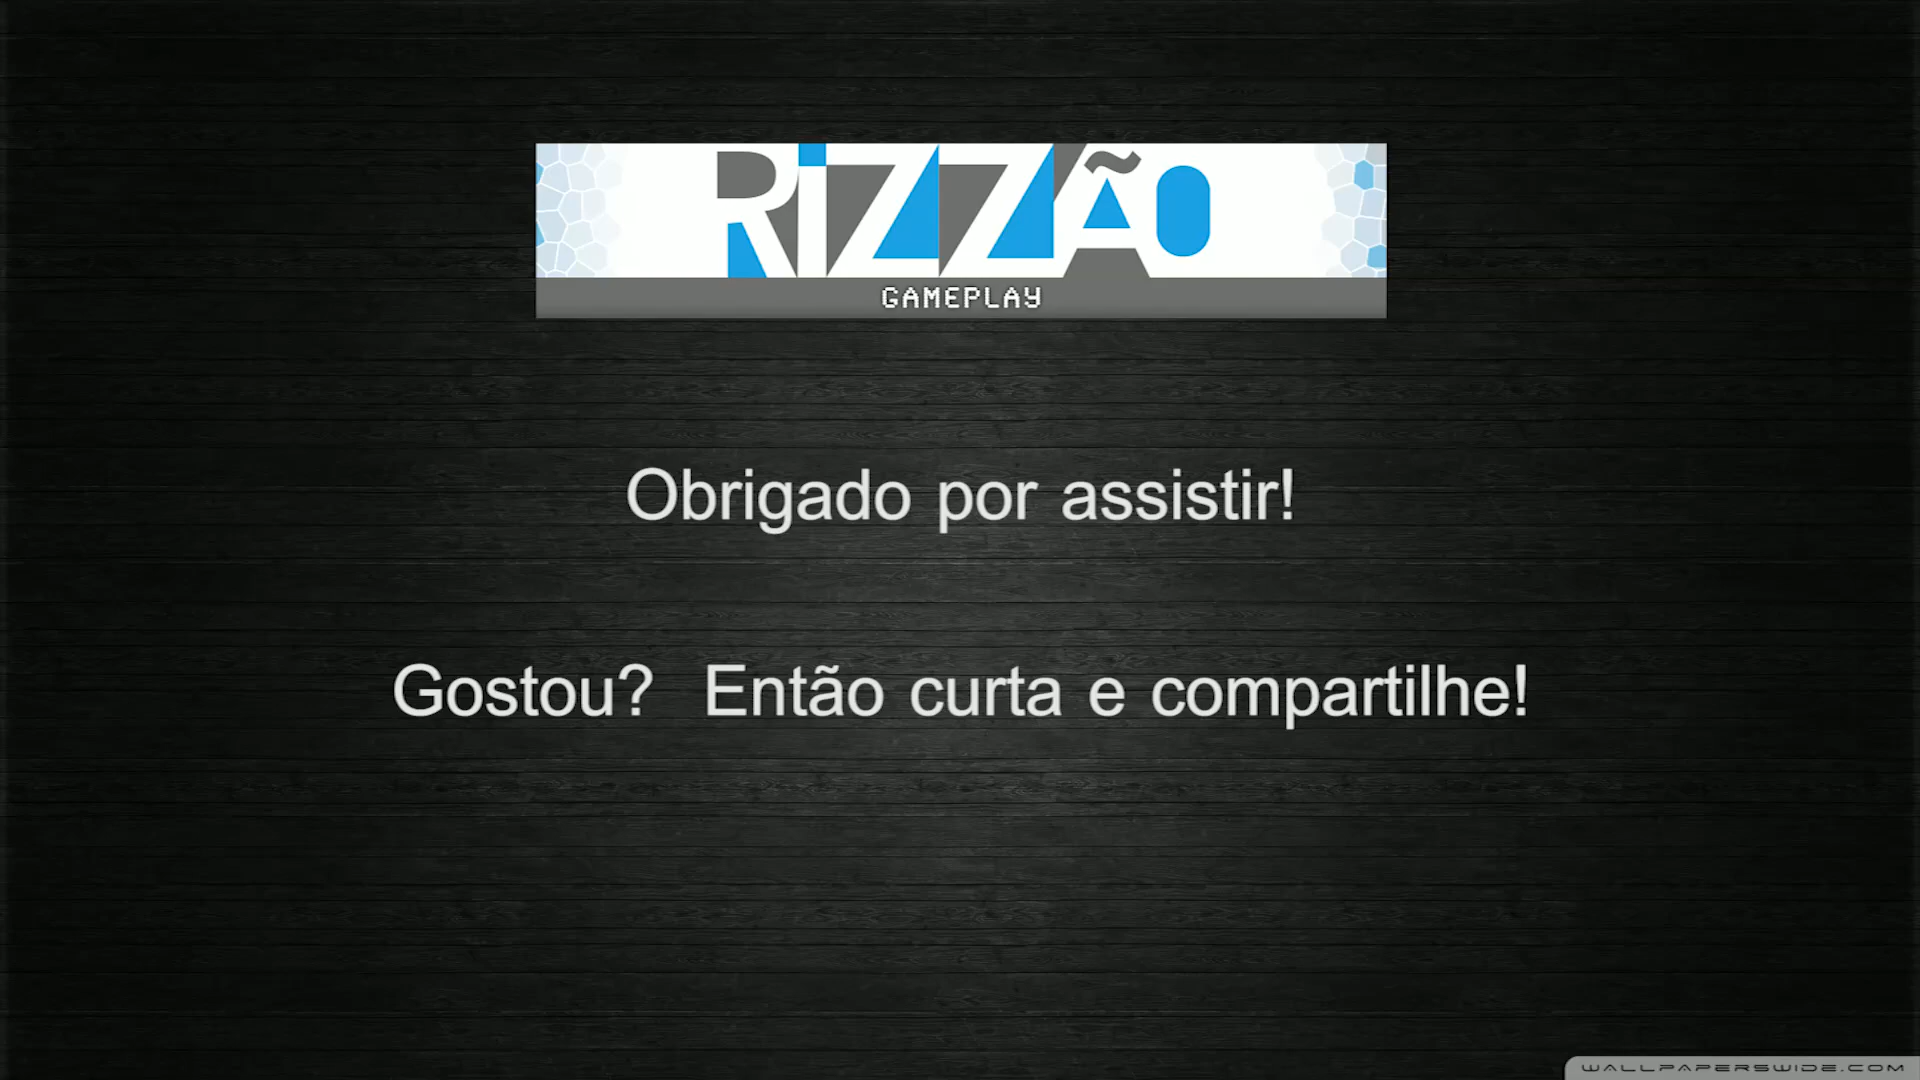 RiZZÃO
GAMEPLAY
Obrigado por assistir!
Gostou? Então curta e compartilhe!
WALLPAPERSWIDE.COM